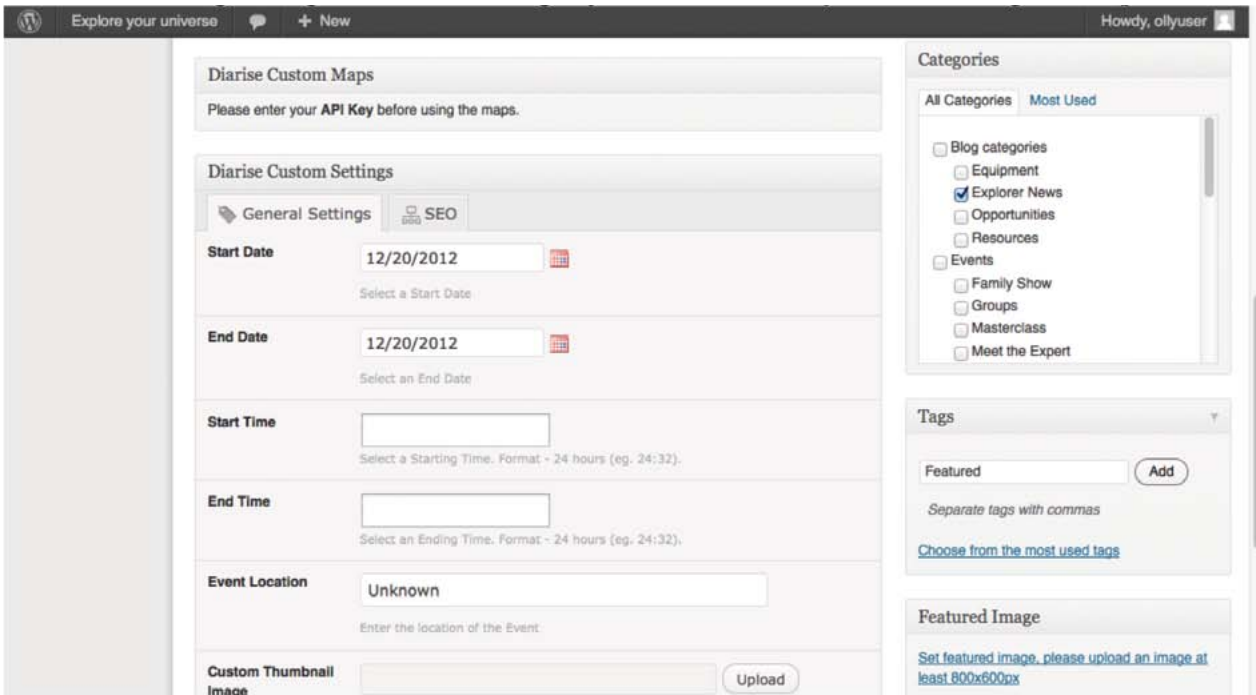 Explore your universe
+ New
Howdy, ollyuser
Diarise Custom Maps
Please enter your API Key before using the maps.
Diarise Custom Settings
General Settings
SEO
Start Date
12/20/2012
Select a Start Date
End Date
12/20/2012
Select an End Date
Start Time
Select a Starting Time. Format - 24 hours (eg. 24:32).
End Time
Select an Ending Time. Format - 24 hours (eg. 24:32).
Event Location
Unknown
Enter the location of the Event
Custom Thumbnail
Image
Upload
Categories
All Categories
Most Used
Blog categories
Equipment
Explorer News
Opportunities
Resources
Events
Family Show
Groups
Masterclass
Meet the Expert
Tags
Featured
Add
Separate tags with commas
Choose from the most used tags
Featured Image
Set featured image, please upload an image at
least 800x600px